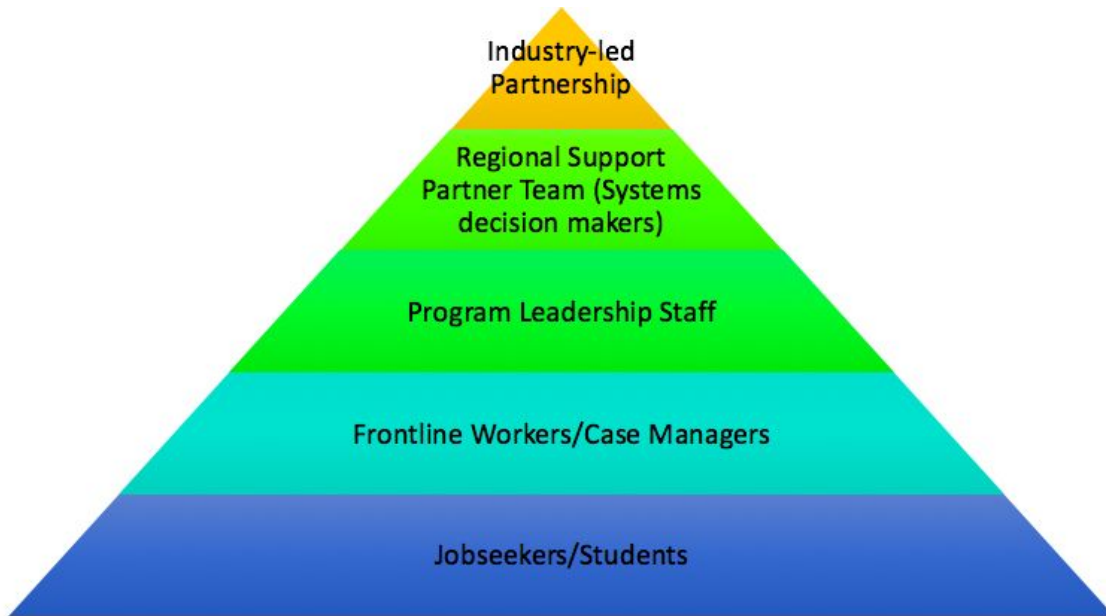 Industry-led
Partnership
Regional Support
Partner Team (Systems
decision makers)
Program Leadership Staff
Frontline Workers/Case Managers
Jobseekers/Students